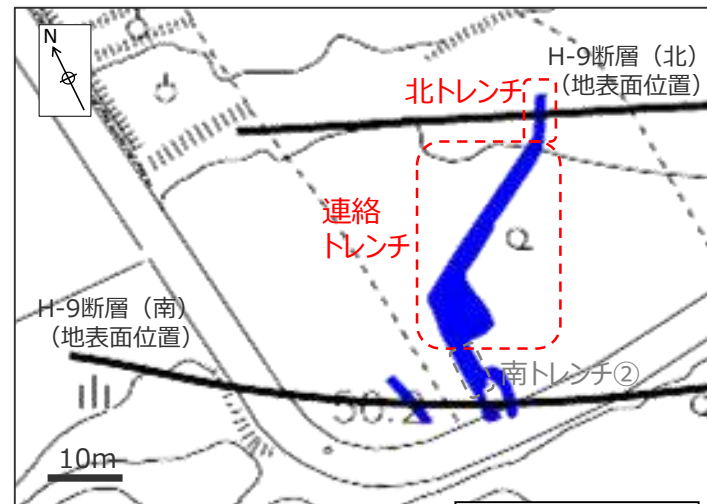 N
H-9断層（北）
（地表面位置）
北トレンチ
連絡
トレンチ
H-9断層（南）
（地表面位置）
南トレンチ②
50.2
10m